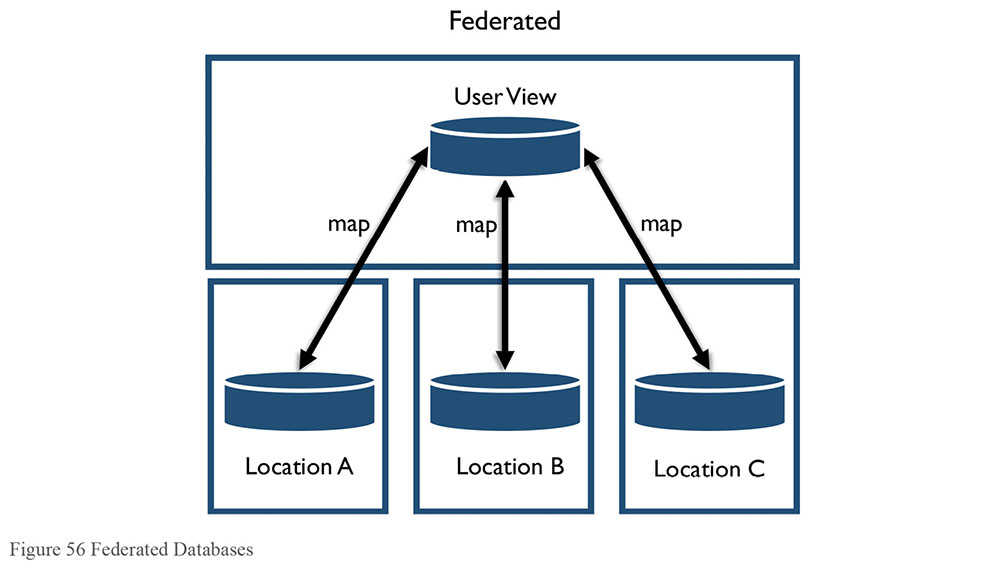 Federated
User View
map map map
Location A Location B Location C
Figure 56 Federated Databases